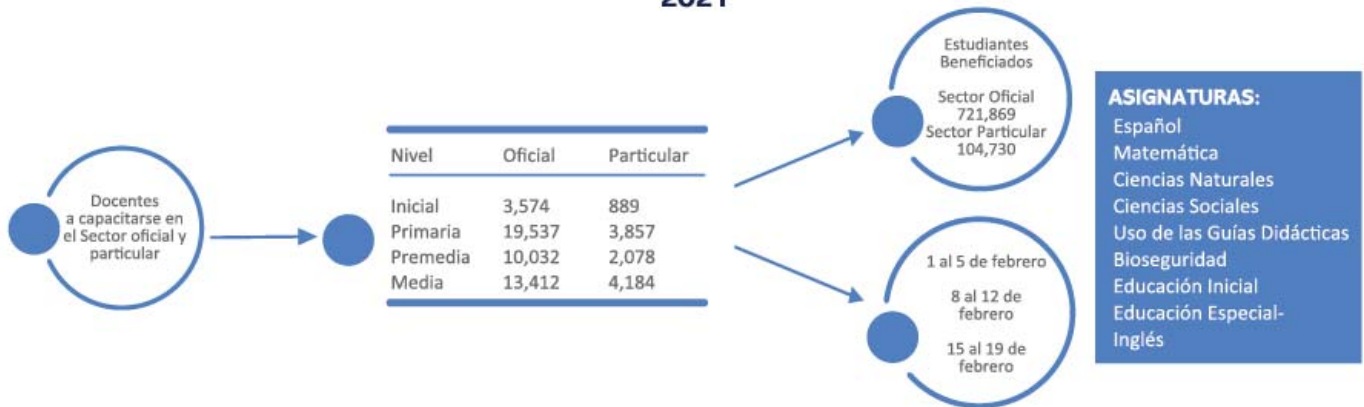 2021
Docentes
a capacitarse en
el Sector oficial y
particular
Nivel Oficial Particular
Inicial 3,574 889
Primaria 19,537 3,857
Premedia 10,032 2,078
Media 13,412 4,184
Estudiantes
Beneficiados
Sector Oficial
721,869
Sector Particular
104,730
1 al 5 de febrero
8 al 12 de
febrero
15 al 19 de
febrero
ASIGNATURAS:
Español
Matemática
Ciencias Naturales
Ciencias Sociales
Uso de las Guías Didácticas
Bioseguridad
Educación Inicial
Educación Especial-
Inglés